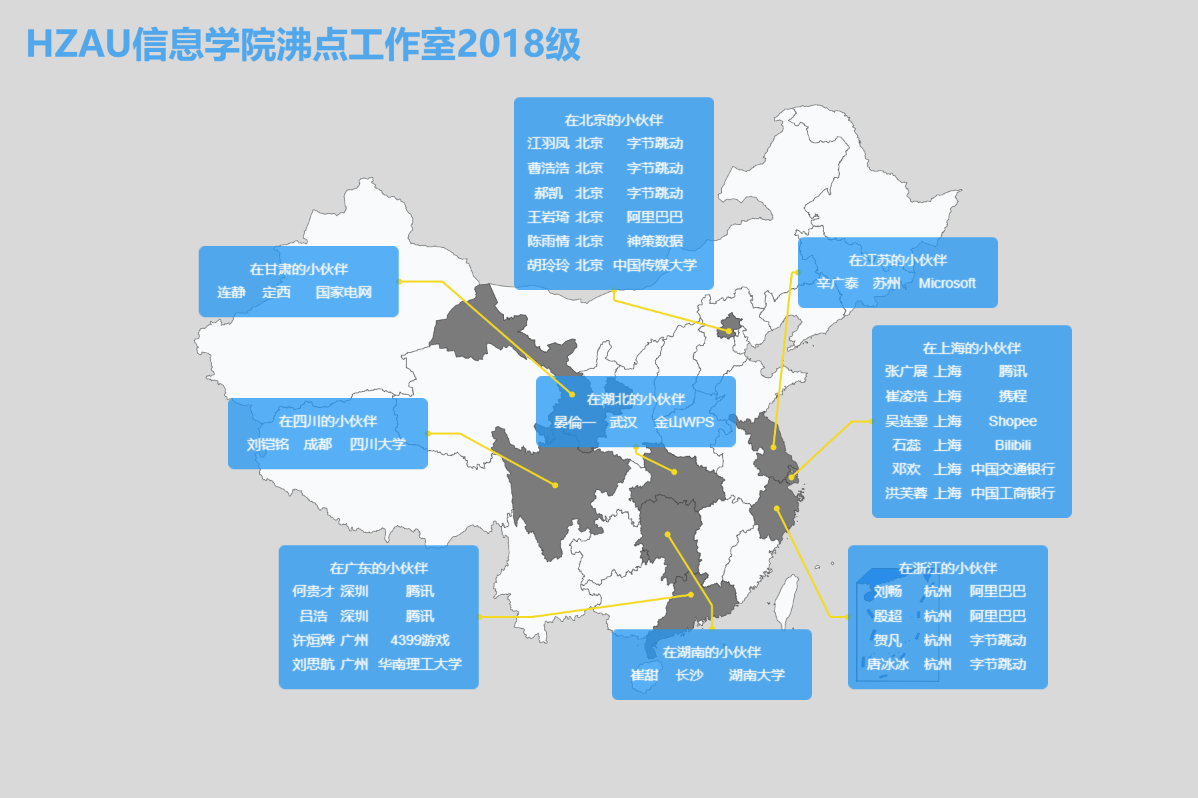 HZAU信息学院沸点工作室2018级
在北京的小伙伴
江羽凤 北京 字节跳动
曹浩浩 北京 字节跳动
郝凯 北京 字节跳动
王岩琦 北京 阿里巴巴
陈雨情 北京 神策数据
胡玲玲 北京 中国传媒大学
在甘肃的小伙伴
连静 定西 国家电网
在江苏的小伙伴
辛广泰 苏州 Microsoft
在上海的小伙伴
张广展 上海 腾讯
崔凌浩 上海 携程
吴连雯 上海 Shopee
石蕊 上海 Bilibili
邓欢 上海 中国交通银行
洪芙蓉 上海 中国工商银行
在湖北的小伙伴
晏倫一 武汉 金山WPS
在四川的小伙伴
刘铠铭 成都 四川大学
在广东的小伙伴
何贵才 深圳 腾讯
吕浩 深圳 腾讯
许恒烨 广州 4399游戏
刘思航 广州 华南理工大学
在湖南的小伙伴
崔甜 长沙 湖南大学
在浙江的小伙伴
刘畅 杭州 阿里巴巴
殷超 杭州 阿里巴巴
贺凡 杭州 字节跳动
唐冰冰 杭州 字节跳动